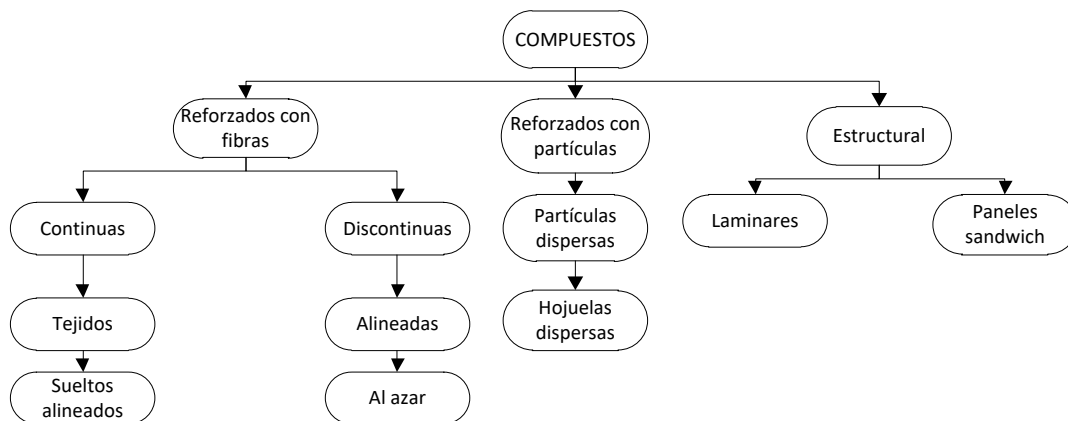 COMPUESTOS
Reforzados con
fibras
Reforzados con
partículas
Estructural
Continuas
Discontinuas
Partículas
dispersas
Laminares
Paneles
sandwich
Tejidos
Alineadas
Hojuelas
dispersas
Sueltos
alineados
Al azar